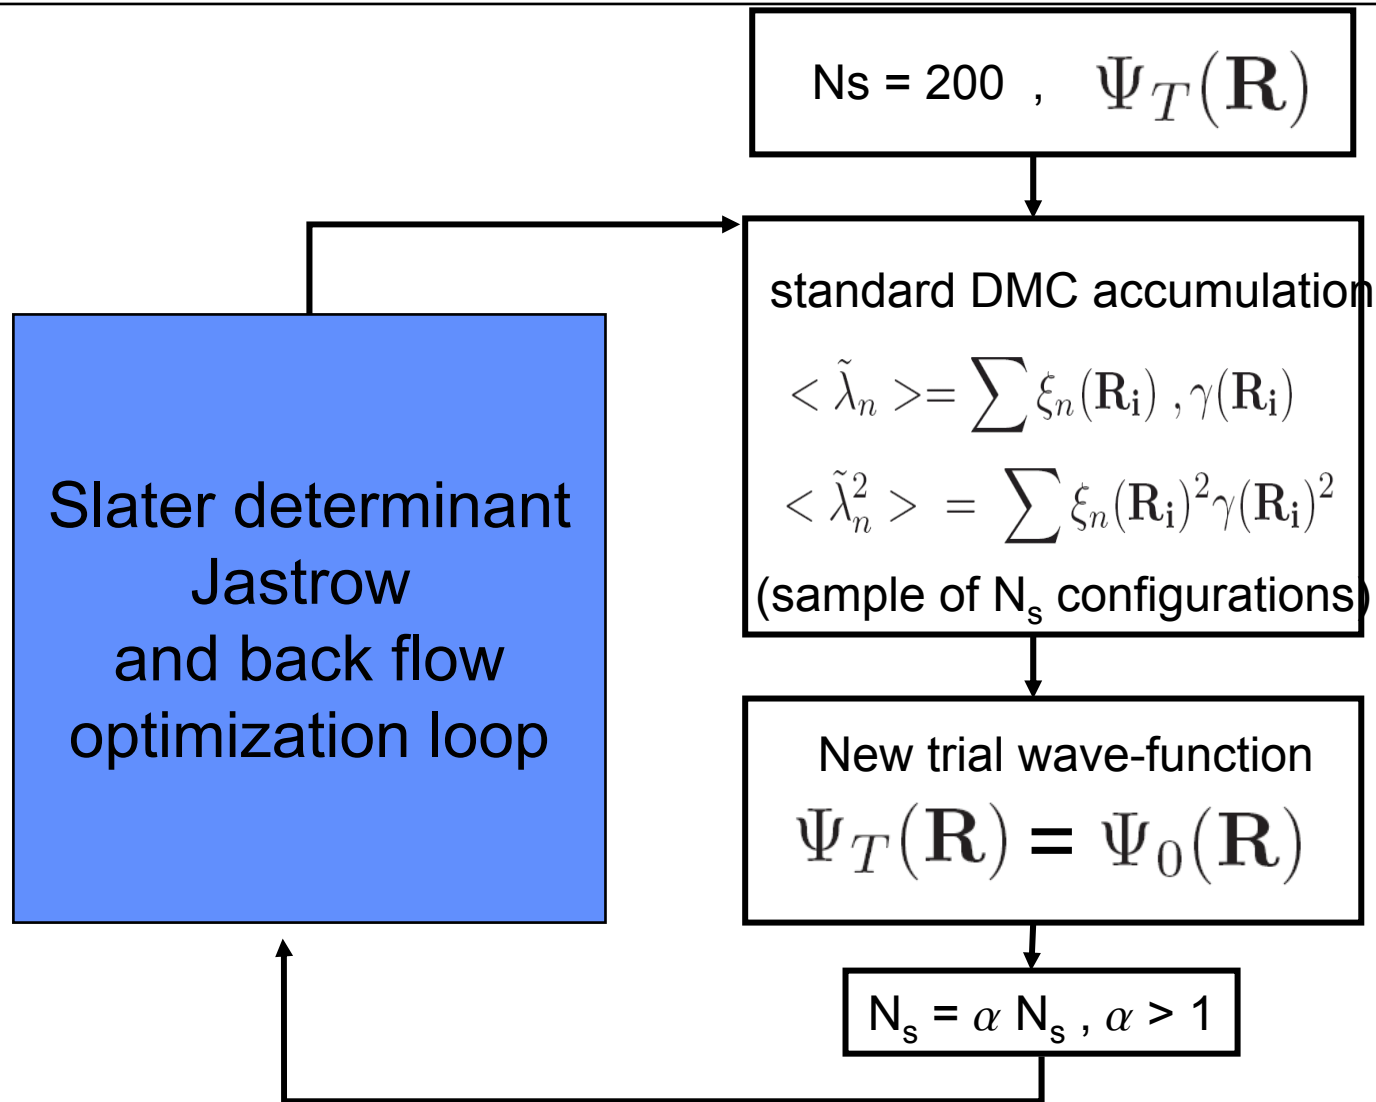 Ns = 200 , Ψ_T(R)
standard DMC accumulation
< λ̃_n >= ∑ ξ_n(R_i) , γ(R_i)
< λ̃_n^2 > = ∑ ξ_n(R_i)^2 γ(R_i)^2
(sample of N_s configurations)
New trial wave-function
Ψ_T(R) = Ψ_0(R)
N_s = α N_s , α > 1
Slater determinant
Jastrow
and back flow
optimization loop